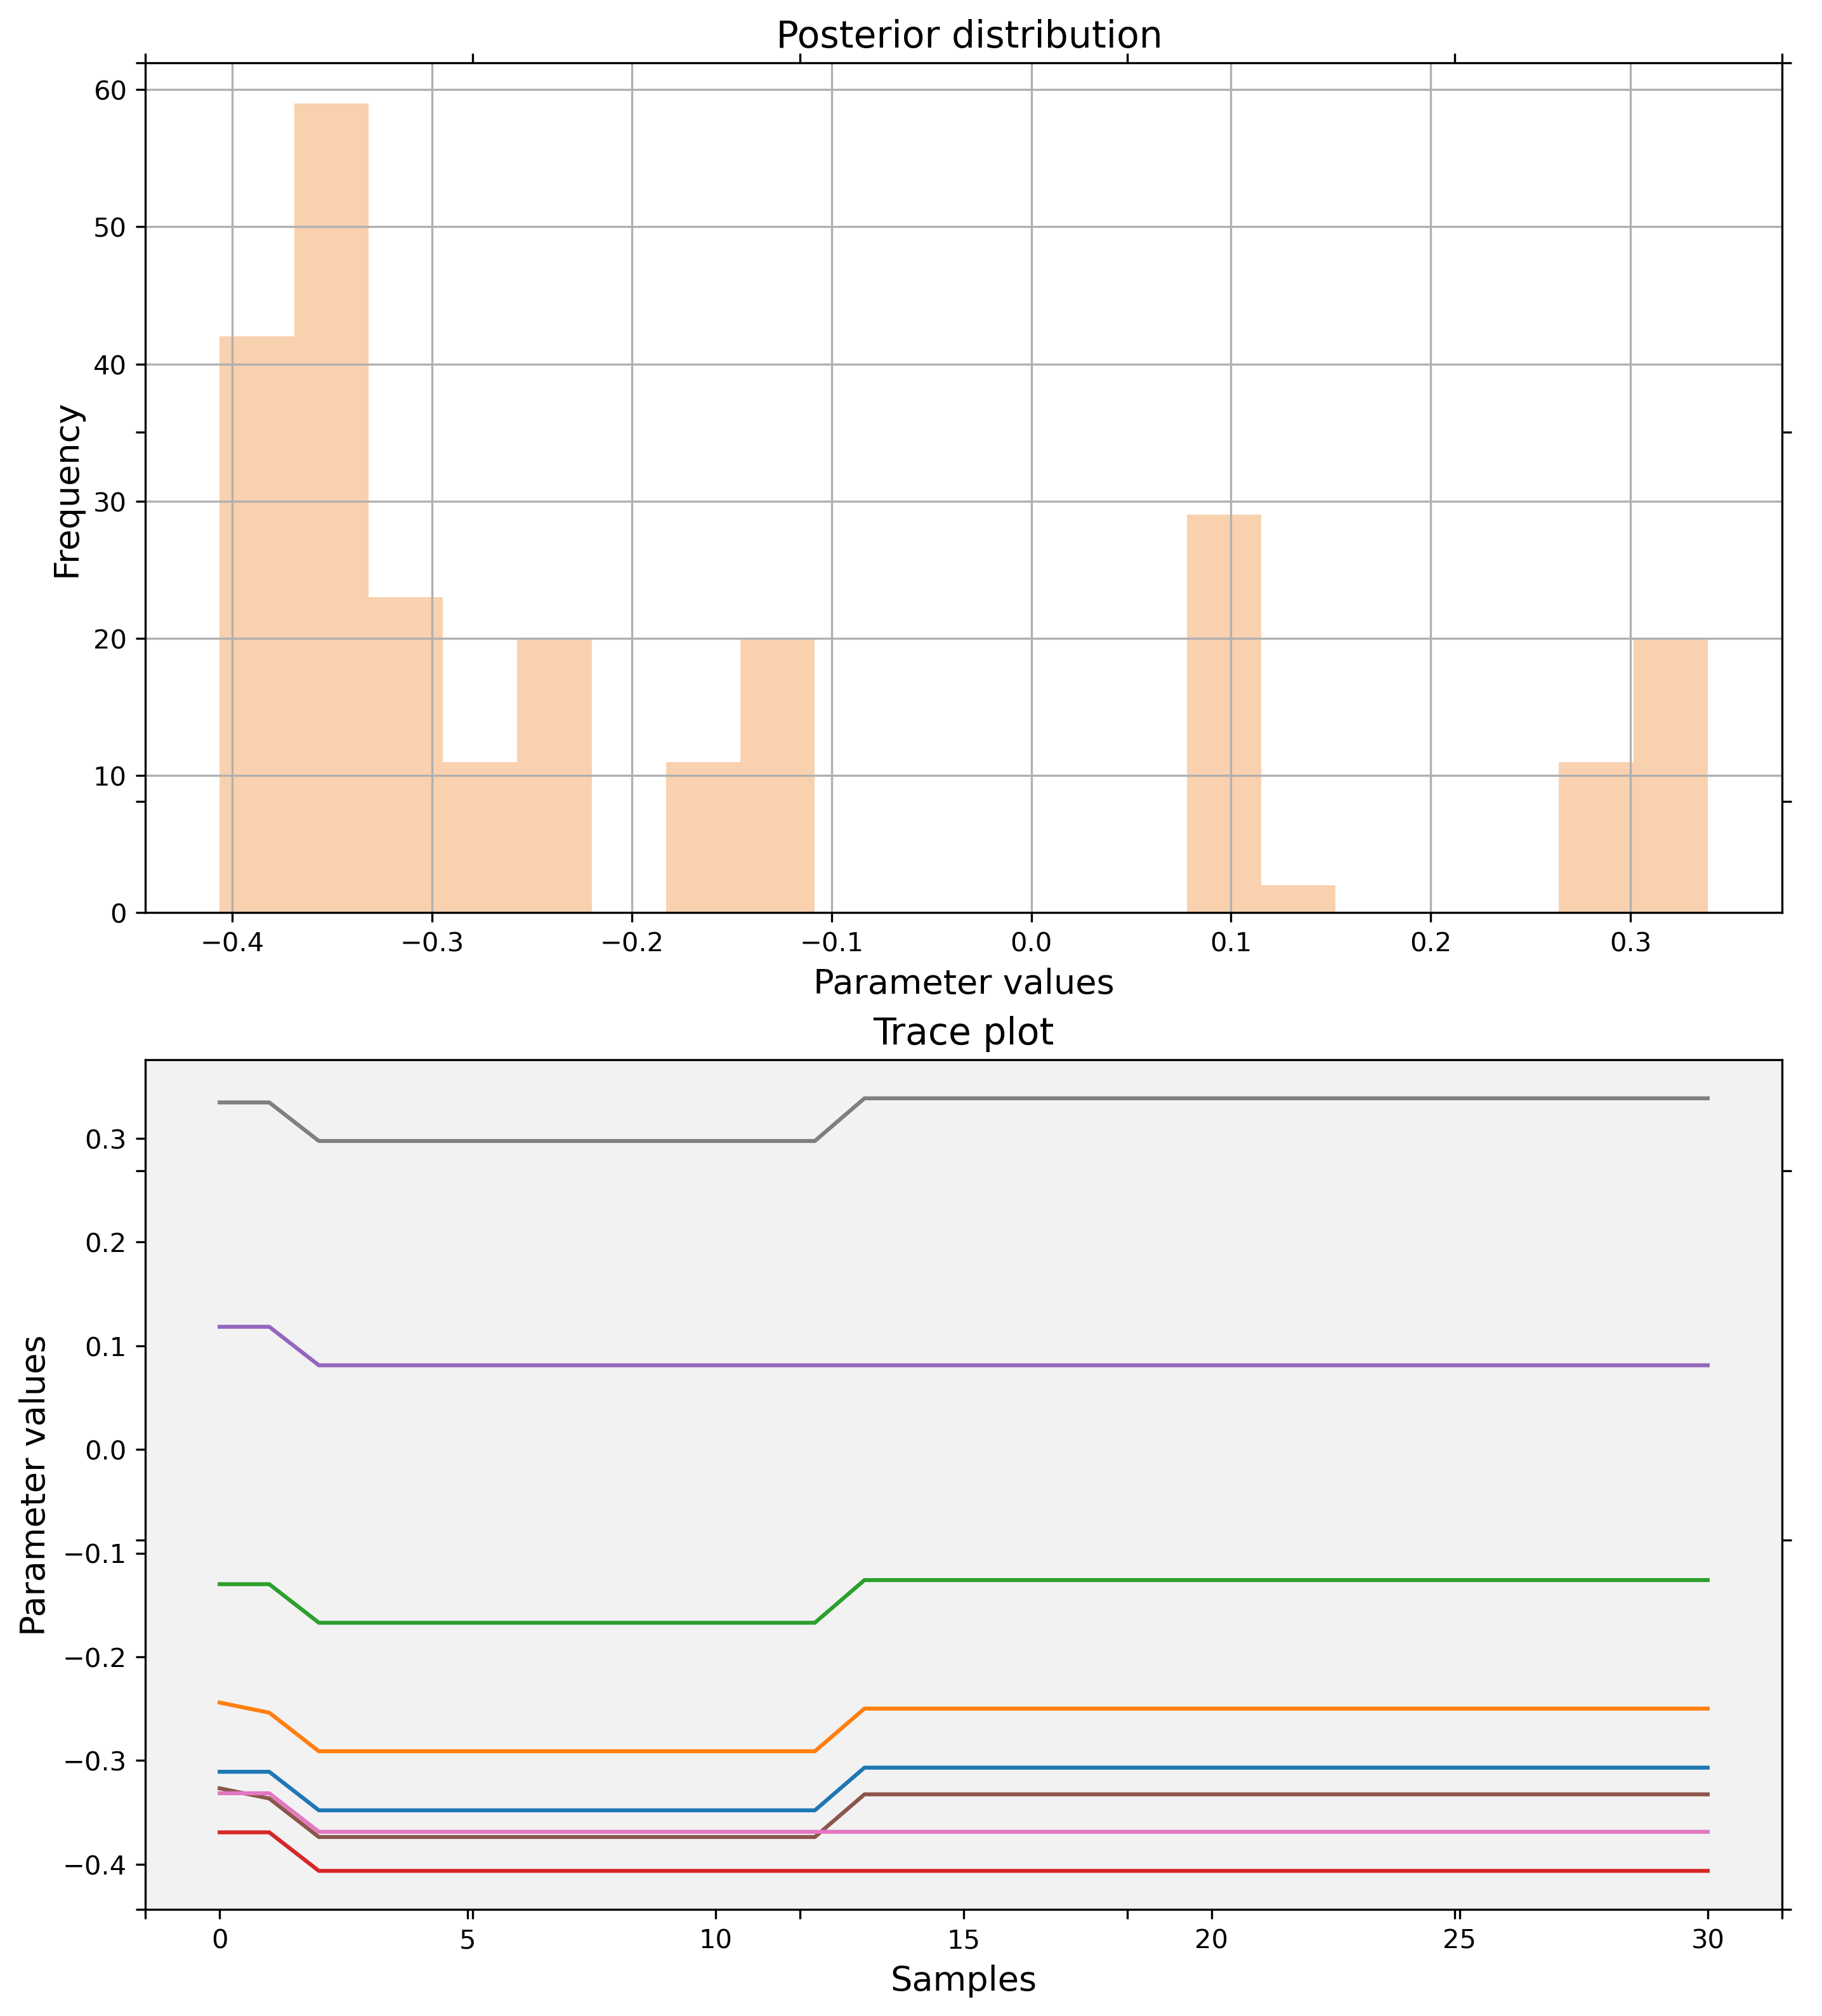 Posterior distribution
60
50
40
30
20
10
0
Frequency
−0.4 −0.3 −0.2 −0.1 0.0 0.1 0.2 0.3
Parameter values
Trace plot
0.3
0.2
0.1
0.0
−0.1
−0.2
−0.3
−0.4
Parameter values
0 5 10 15 20 25 30
Samples